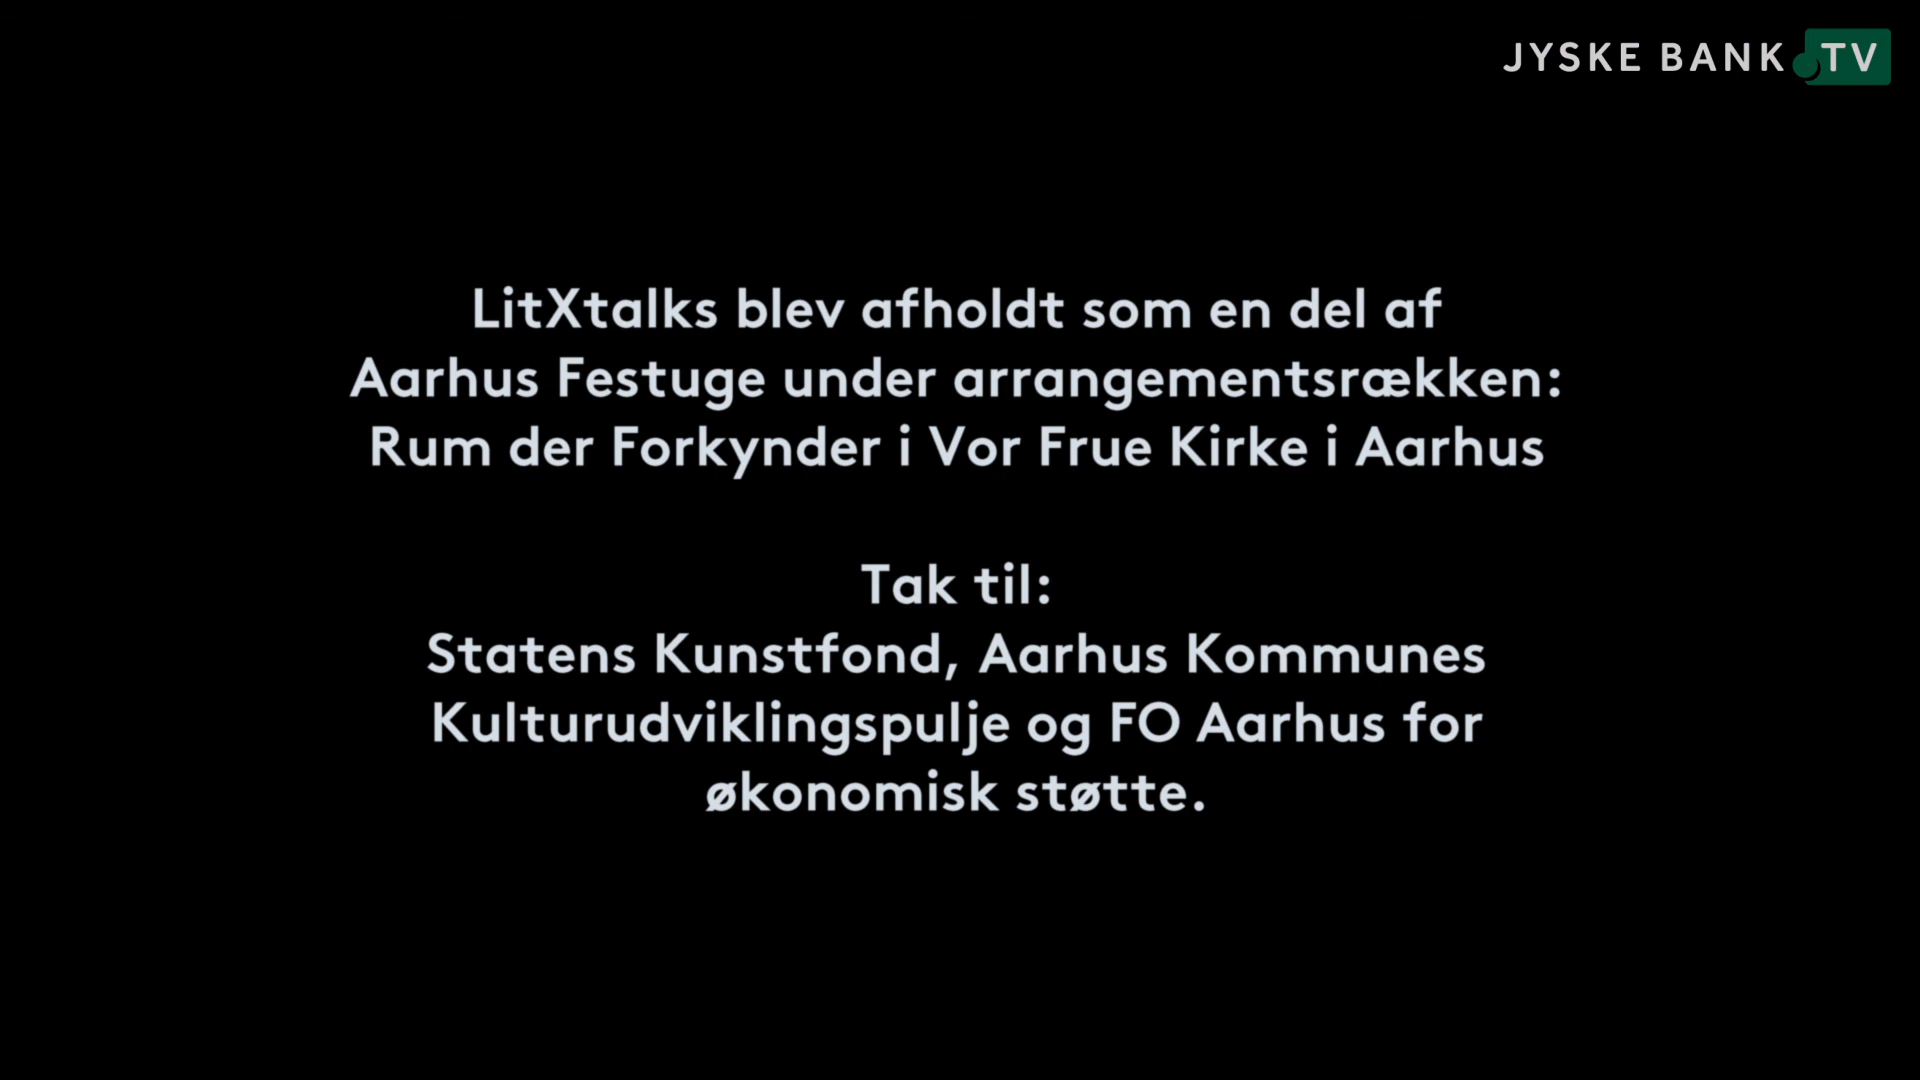 JYSKE BANK TV
LitXtalks blev afholdt som en del af
Aarhus Festuge under arrangementsrækken:
Rum der Forkynder i Vor Frue Kirke i Aarhus
Tak til:
Statens Kunstfond, Aarhus Kommunes
Kulturudviklingspulje og FO Aarhus for
økonomisk støtte.